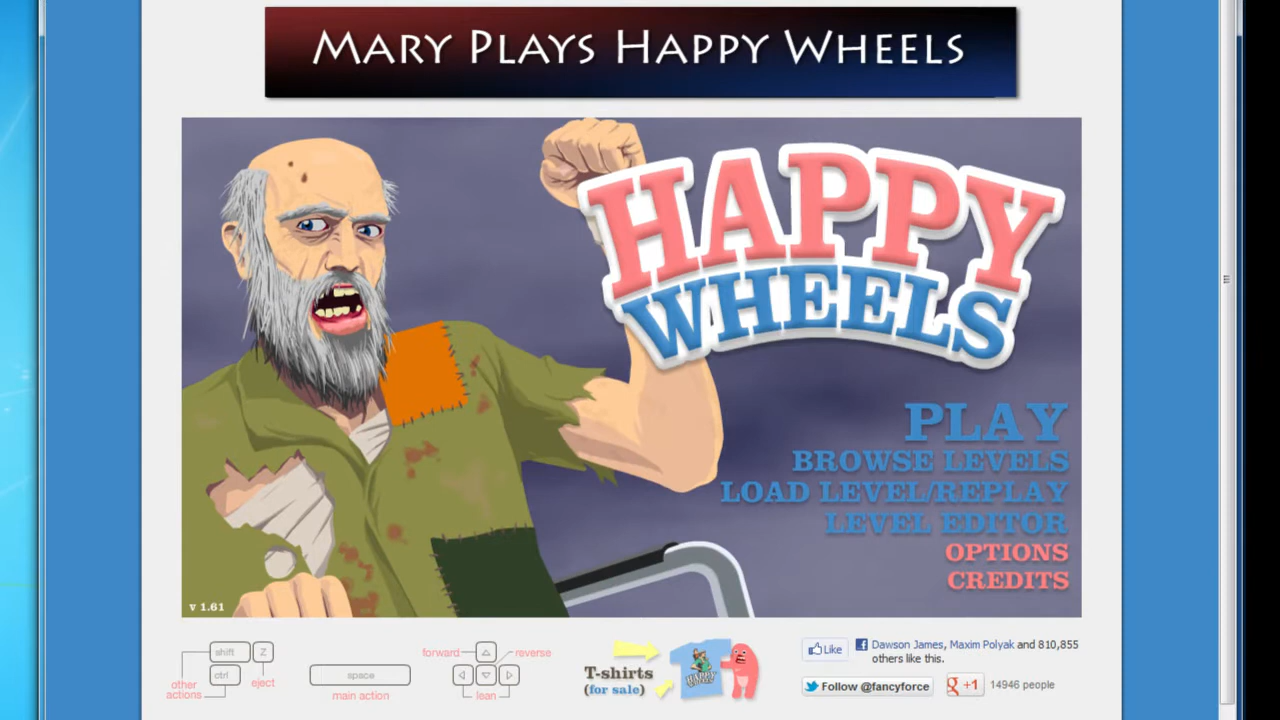 Mary Plays Happy Wheels
HAPPY
WHEELS
PLAY
BROWSE LEVELS
LOAD LEVEL/REPLAY
LEVEL EDITOR
OPTIONS
CREDITS
v 1.61
shift
Z
ctrl
other
actions
eject
space
main action
forward
reverse
lean
T-shirts
(for sale)
HAPPY
WHEELS
Like
Dawson James, Maxim Polyak and 810,855
others like this.
Follow @fancyforce
g +1
14946 people